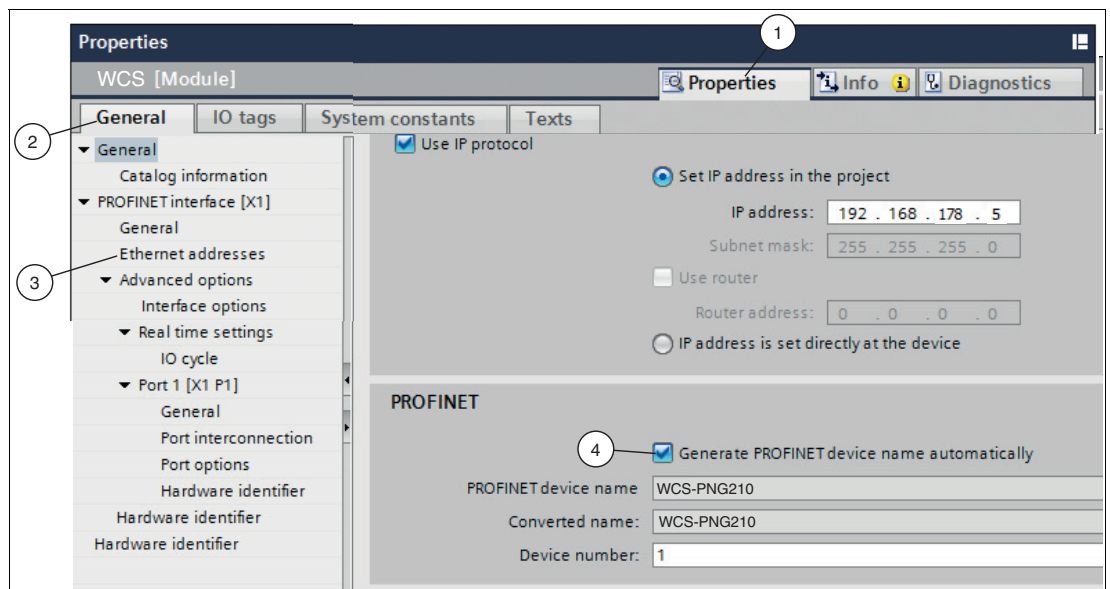 Properties
1
WCS [Module]
Properties
Info
Diagnostics
General
IO tags
System constants
Texts
2
General
Catalog information
PROFINET interface [X1]
General
Ethernet addresses
3
Advanced options
Interface options
Real time settings
IO cycle
Port 1 [X1 P1]
General
Port interconnection
Port options
Hardware identifier
Hardware identifier
Hardware identifier
Use IP protocol
Set IP address in the project
IP address: 192 . 168 . 178 . 5
Subnet mask: 255 . 255 . 255 . 0
Use router
Router address: 0 . 0 . 0 . 0
IP address is set directly at the device
PROFINET
4
Generate PROFINET device name automatically
PROFINET device name WCS-PNG210
Converted name: WCS-PNG210
Device number: 1